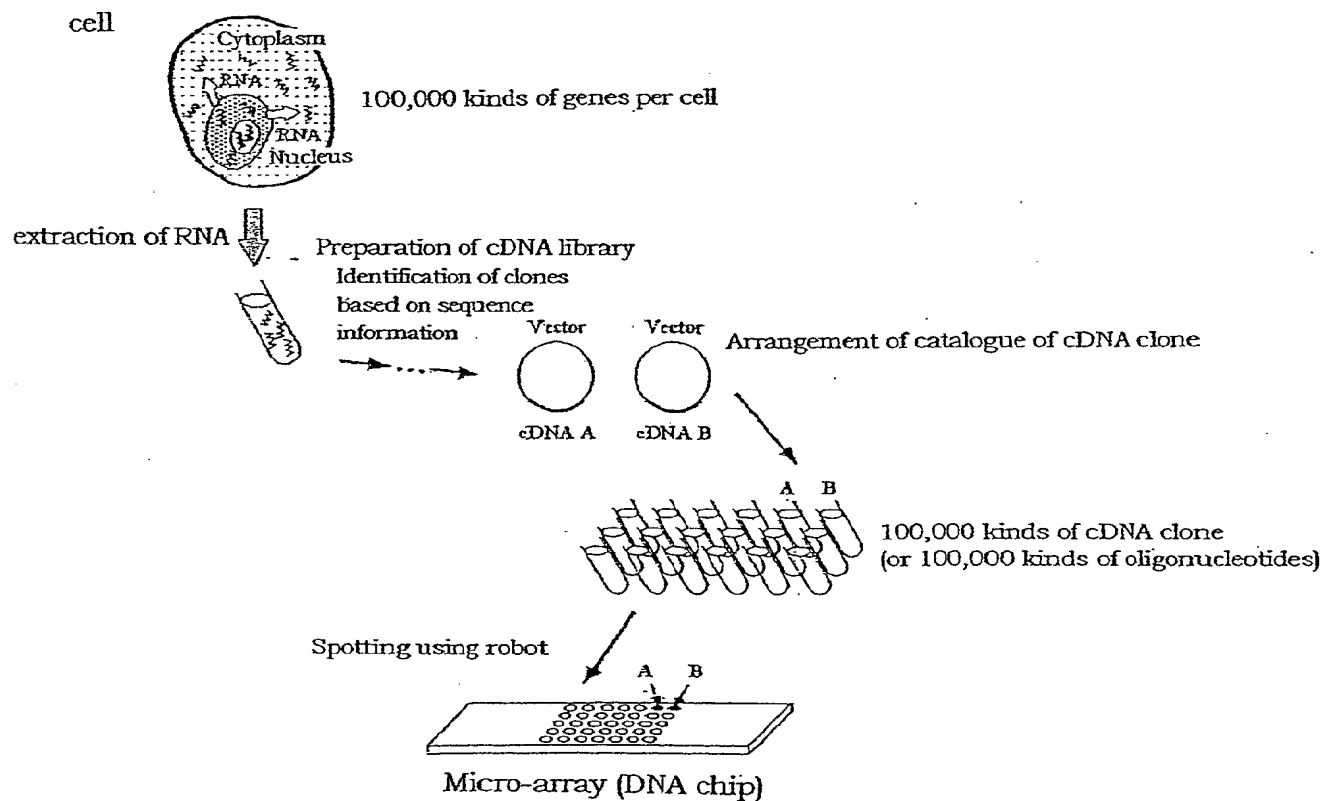 cell
Cytoplasm
RNA
100,000 kinds of genes per cell
RNA
Nucleus
extraction of RNA
Preparation of cDNA library
Identification of clones
based on sequence
information
Vector Vector
Arrangement of catalogue of cDNA clone
cDNA A cDNA B
A B
100,000 kinds of cDNA clone
(or 100,000 kinds of oligonucleotides)
Spotting using robot
A B
Micro-array (DNA chip)